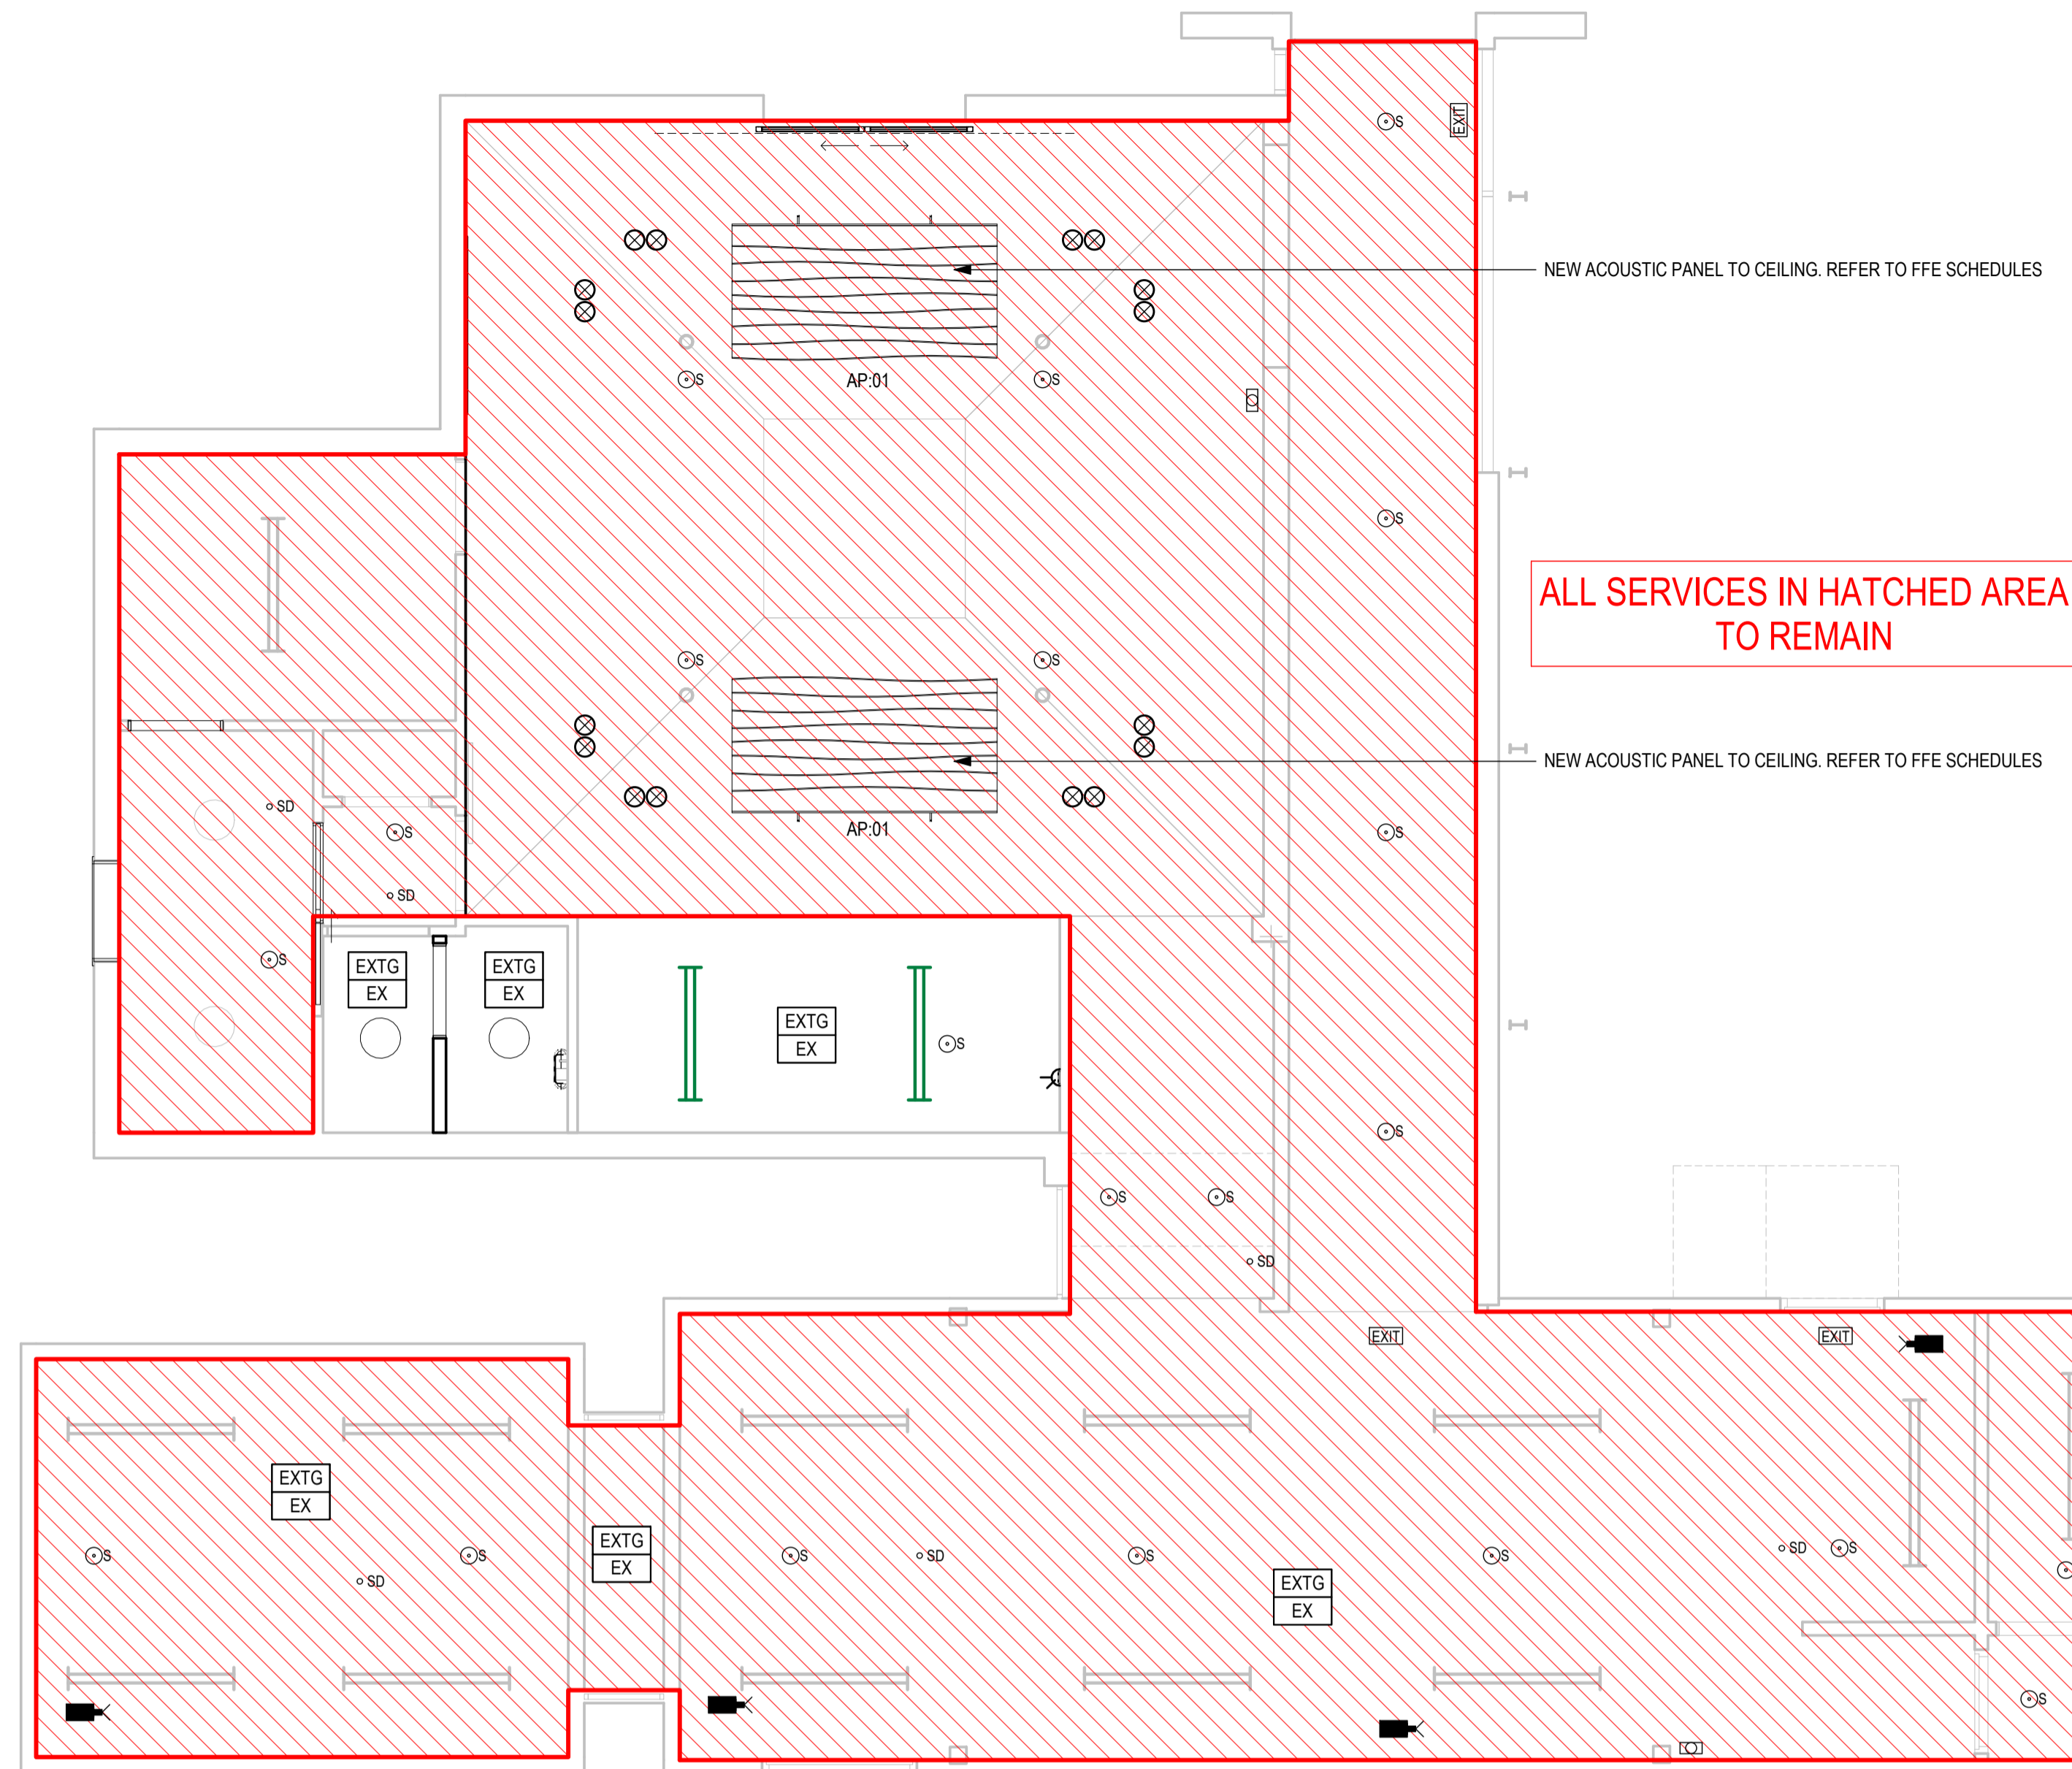 S
EXIT
NEW ACOUSTIC PANEL TO CEILING. REFER TO FFE SCHEDULES
S
S
AP:01
S
ALL SERVICES IN HATCHED AREA
TO REMAIN
S
S
NEW ACOUSTIC PANEL TO CEILING. REFER TO FFE SCHEDULES
SD
S
AP:01
S
SD
S
EXTG
EX
EXTG
EX
EXTG
EX
S
S
S
S
SD
EXIT
EXIT
EXTG
EX
EXTG
EX
S
SD
S
S
SD
S
S
EXTG
EX
SD
S
S